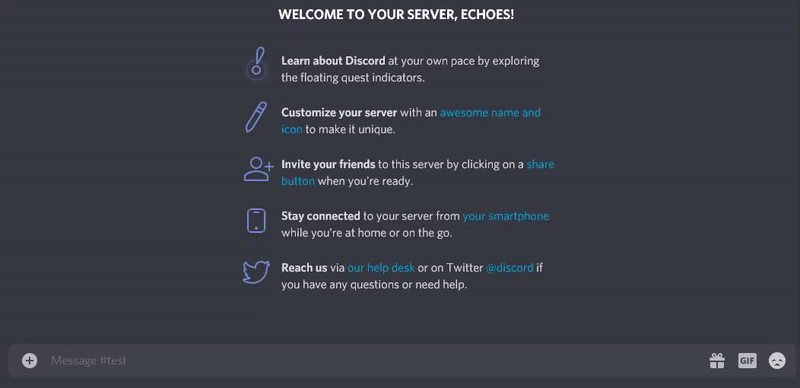 WELCOME TO YOUR SERVER, ECHOES!
Learn about Discord at your own pace by exploring
the floating quest indicators.
Customize your server with an awesome name and
icon to make it unique.
Invite your friends to this server by clicking on a share
button when you're ready.
Stay connected to your server from your smartphone
while you're at home or on the go.
Reach us via our help desk or on Twitter @discord if
you have any questions or need help.
Message #test
GIF